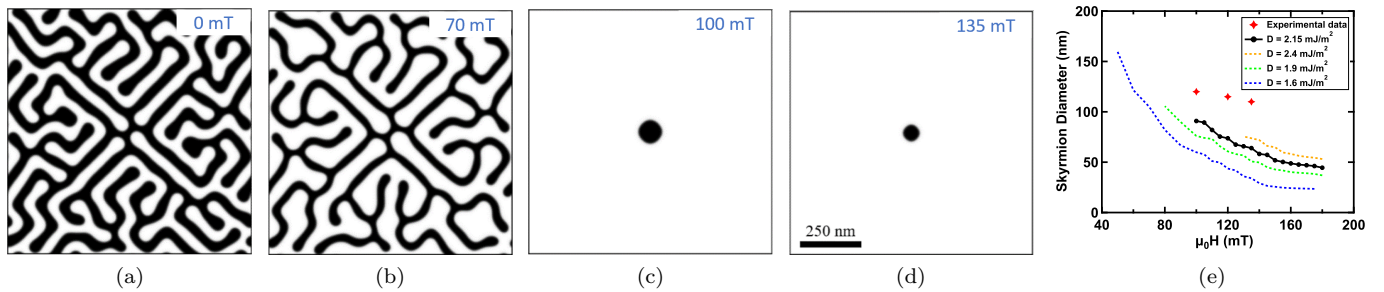 0 mT
70 mT
100 mT
135 mT
250 nm
(a)
(b)
(c)
(d)
Skyrmion Diameter (nm)
200
150
100
50
0
Experimental data
D = 2.15 mJ/m²
D = 2.4 mJ/m²
D = 1.9 mJ/m²
D = 1.6 mJ/m²
40 80 120 160 200
μ₀H (mT)
(e)